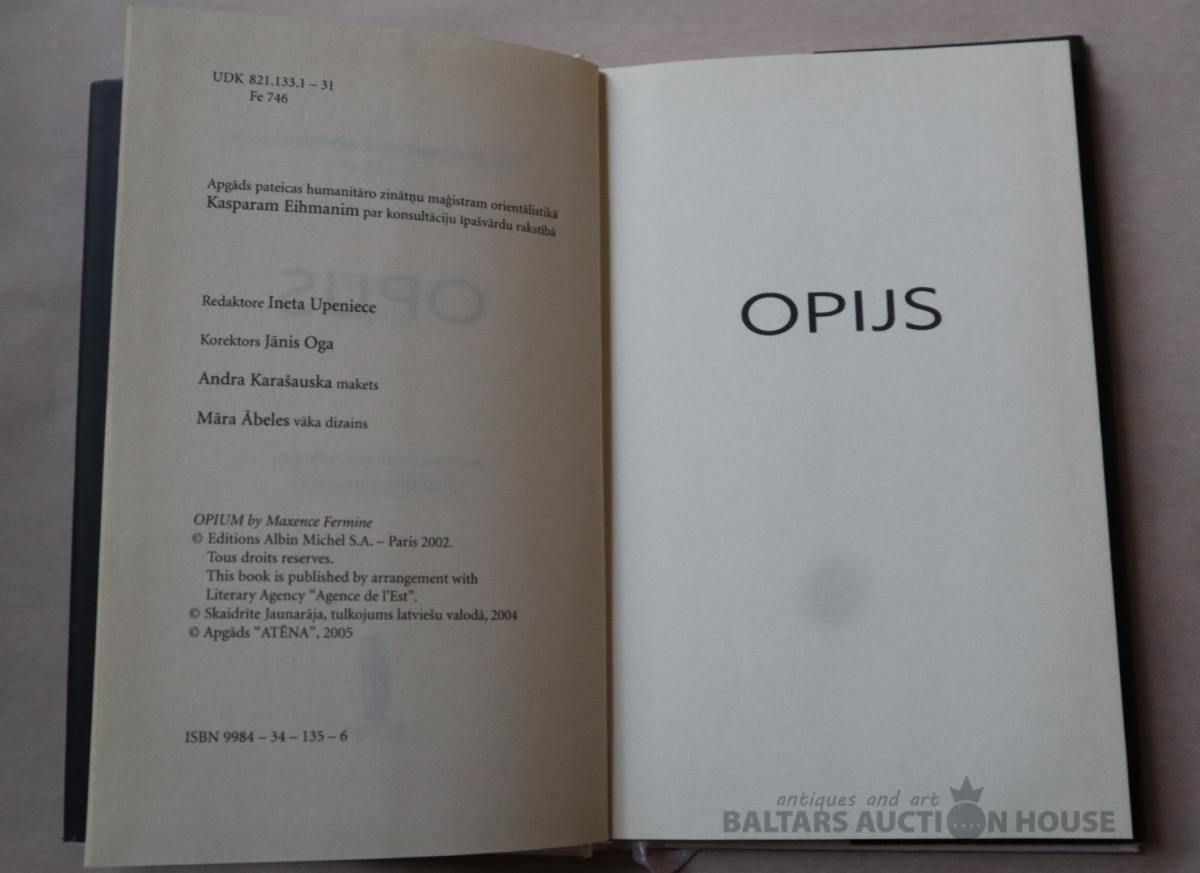 UDK 821.133.1 – 31
Fe 746
Apgāds pateicas humanitāro zinātņu maģistram orientālistikā
Kasparam Eihmanim par konsultāciju īpašvārdu rakstībā
Redaktore Ineta Upeniece
Korektors Jānis Oga
Andra Karašauska makets
Māra Ābeles vāka dizains
OPIUM by Maxence Fermine
© Editions Albin Michel S.A. – Paris 2002.
Tous droits reserves.
This book is published by arrangement with
Literary Agency “Agence de l'Est”.
© Skaidrīte Jaunarāja, tulkojums latviešu valodā, 2004
© Apgāds “ATĒNA”, 2005
ISBN 9984 – 34 – 135 – 6
OPIJS
antiques and art
BALTARS AUCTION HOUSE